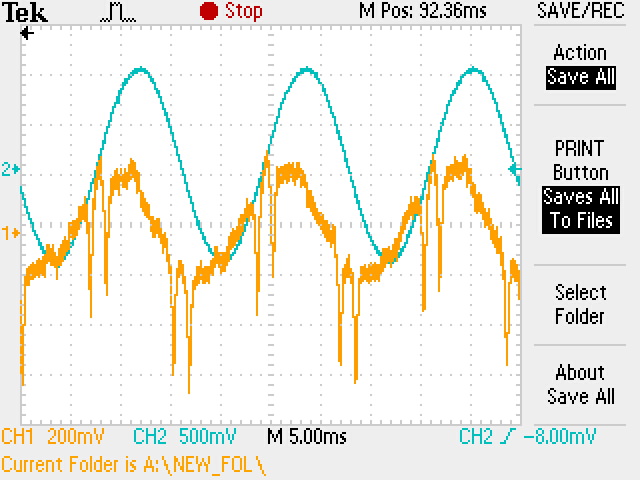 Tek Stop M Pos: 92.36ms SAVE/REC
Action
Save All
PRINT
Button
Saves All
To Files
Select
Folder
About
Save All
2
1
CH1 200mV CH2 500mV M 5.00ms CH2 -8.00mV
Current Folder is A:\NEW_FOL\